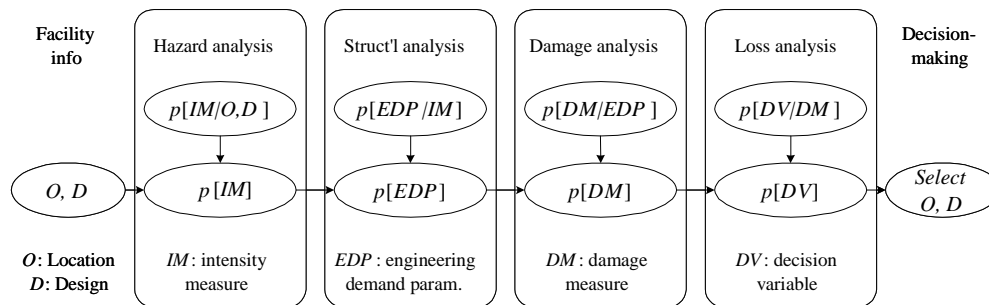 Facility
info
Hazard analysis
Struct'l analysis
Damage analysis
Loss analysis
Decision-
making
p[IM/O,D ]
p[EDP /IM]
p[DM/EDP ]
p[DV/DM]
O, D
p[IM]
p[EDP]
p[DM]
p[DV]
Select
O, D
O: Location
D: Design
IM: intensity
measure
EDP : engineering
demand param.
DM: damage
measure
DV: decision
variable